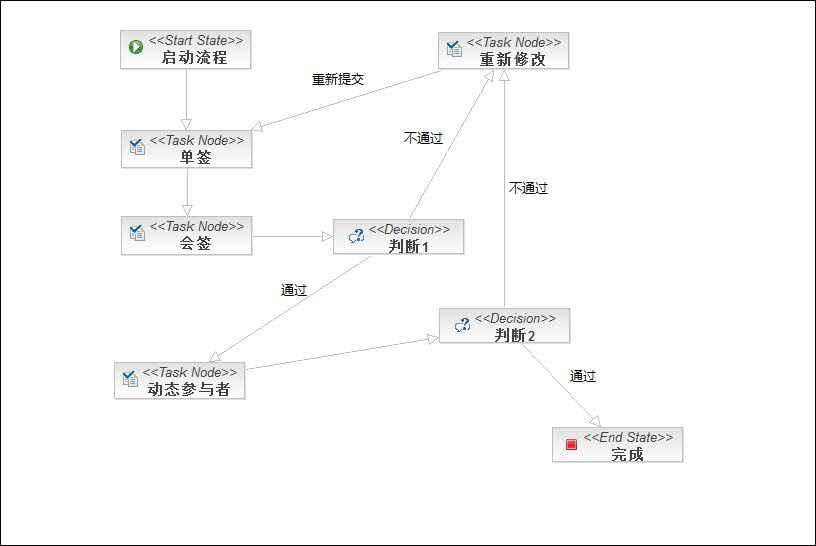 <<Start State>>
启动流程
<<Task Node>>
重新修改
重新提交
不通过
<<Task Node>>
单签
不通过
<<Task Node>>
会签
<<Decision>>
判断1
通过
<<Decision>>
判断2
<<Task Node>>
动态参与者
通过
<<End State>>
完成